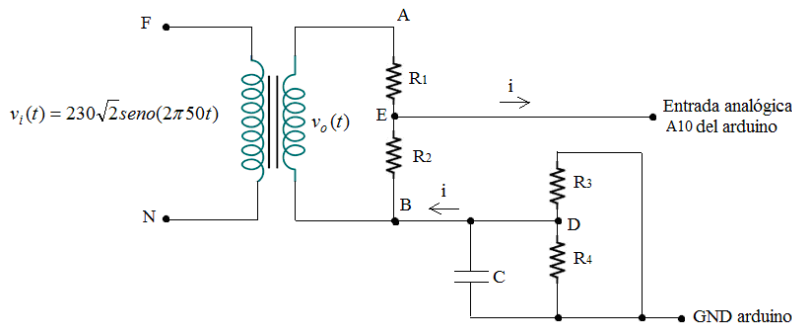 A
F
R1
i
E
Entrada analógica
A10 del arduino
vi(t) = 230√2seno(2π50t)
vo(t)
R2
R3
B
i
D
N
C
R4
GND arduino